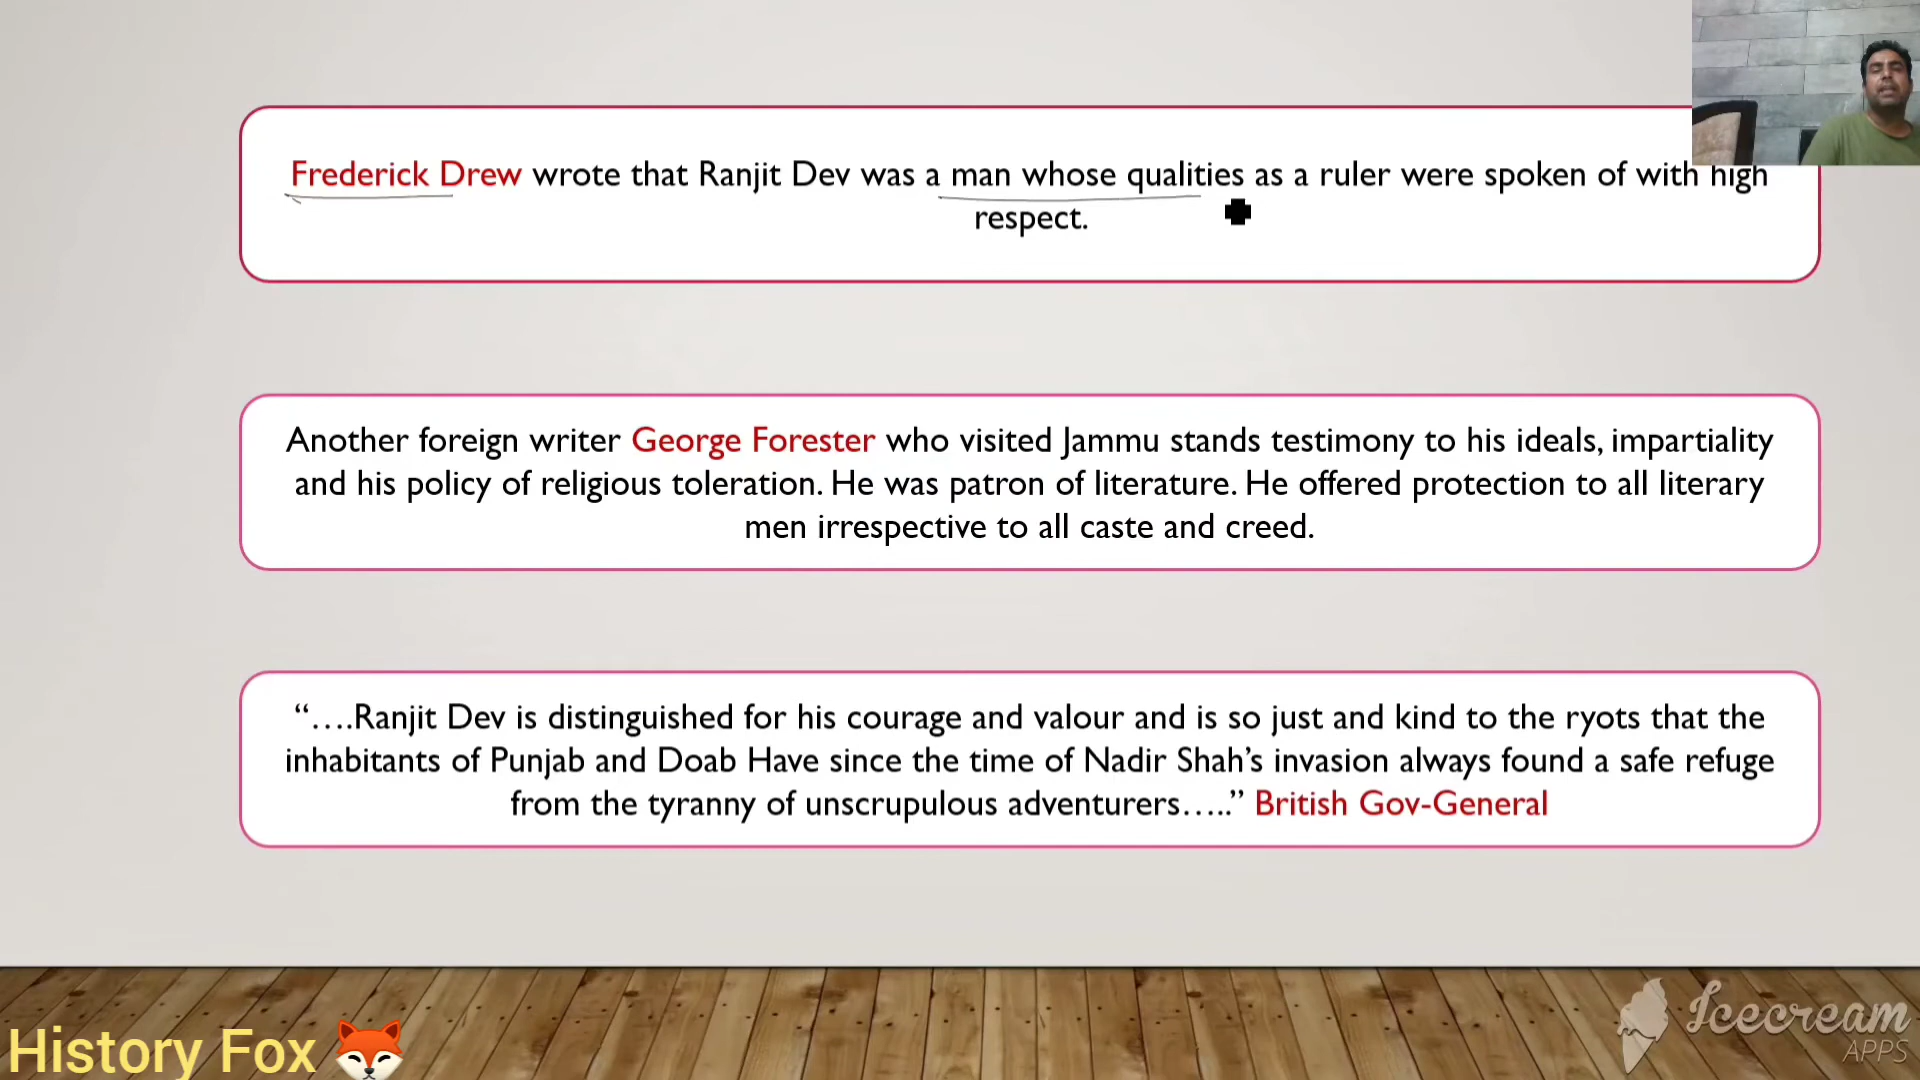 Frederick Drew wrote that Ranjit Dev was a man whose qualities as a ruler were spoken of with high
respect.
Another foreign writer George Forester who visited Jammu stands testimony to his ideals, impartiality
and his policy of religious toleration. He was patron of literature. He offered protection to all literary
men irrespective to all caste and creed.
“....Ranjit Dev is distinguished for his courage and valour and is so just and kind to the ryots that the
inhabitants of Punjab and Doab Have since the time of Nadir Shah’s invasion always found a safe refuge
from the tyranny of unscrupulous adventurers.....” British Gov-General
History Fox
Icecream
APPS